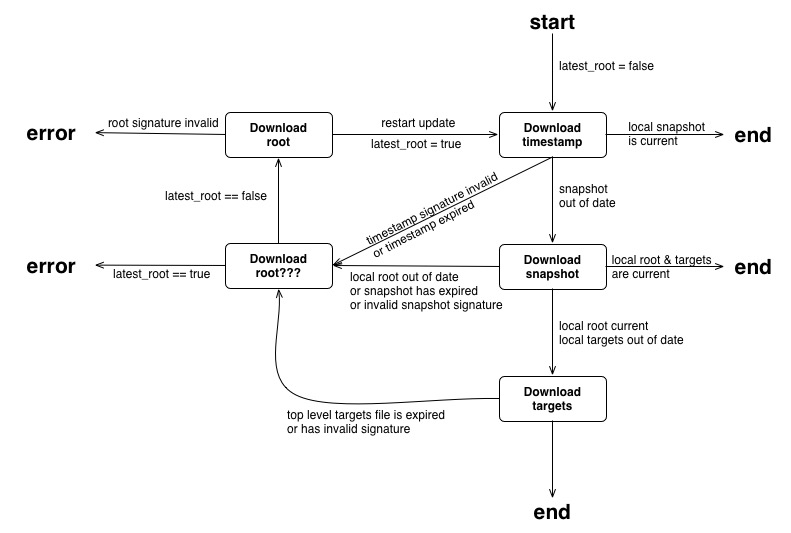 start
latest_root = false
error
root signature invalid
Download
root
restart update
latest_root = true
Download
timestamp
local snapshot
is current
end
latest_root == false
timestamp signature invalid
or timestamp expired
snapshot
out of date
error
latest_root == true
Download
root???
local root out of date
or snapshot has expired
or invalid snapshot signature
Download
snapshot
local root & targets
are current
end
local root current
local targets out of date
Download
targets
top level targets file is expired
or has invalid signature
end